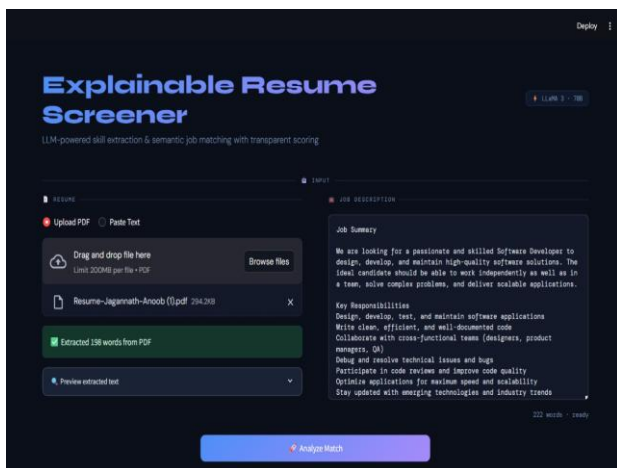 Deploy
Explainable Resume
Screener
LLM-powered skill extraction & semantic job matching with transparent scoring
LLaMA 3 · 70B
INPUT
RESUME
Upload PDF
Paste Text
Drag and drop file here
Limit 200MB per file • PDF
Browse files
Resume-Jagannath-Anoob (1).pdf 294.2KB
X
Extracted 198 words from PDF
Preview extracted text
JOB DESCRIPTION
Job Summary
We are looking for a passionate and skilled Software Developer to
design, develop, and maintain high-quality software solutions. The
ideal candidate should be able to work independently as well as in
a team, solve complex problems, and deliver scalable applications.
Key Responsibilities
Design, develop, test, and maintain software applications
Write clean, efficient, and well-documented code
Collaborate with cross-functional teams (designers, product
managers, QA)
Debug and resolve technical issues and bugs
Participate in code reviews and improve code quality
Optimize applications for maximum speed and scalability
Stay updated with emerging technologies and industry trends
222 words · ready
Analyze Match